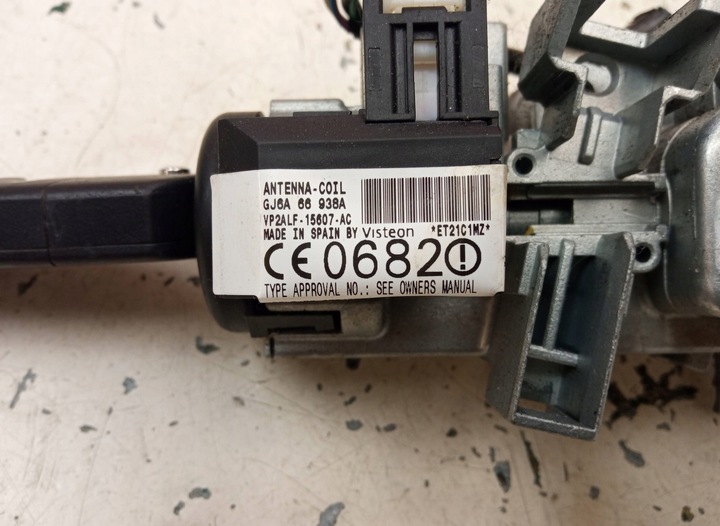 ANTENNA-COIL
GJ6A 66 938A
VP2ALF-15607-AC
MADE IN SPAIN BY Visteon *ET21C1MZ*
CE0682
TYPE APPROVAL NO.: SEE OWNERS MANUAL